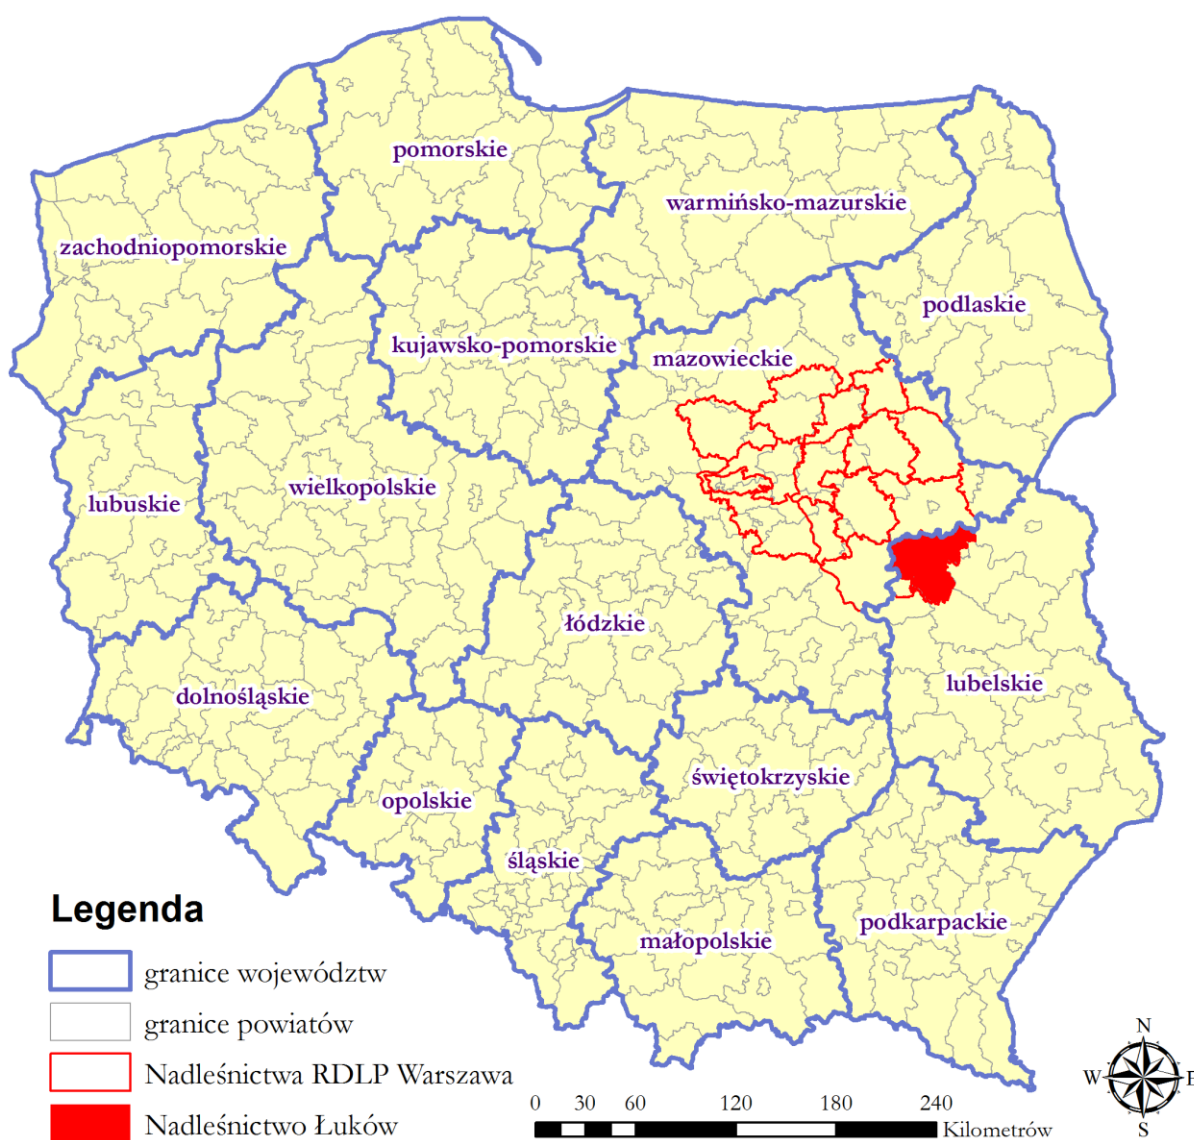 pomorskie
warmińsko-mazurskie
zachodniopomorskie
podlaskie
kujawsko-pomorskie
mazowieckie
wielkopolskie
lubuskie
łódzkie
lubelskie
dolnośląskie
świętokrzyskie
opolskie
śląskie
podkarpackie
małopolskie
Legenda
granice województw
granice powiatów
Nadleśnictwa RDLP Warszawa
Nadleśnictwo Łuków
0 30 60 120 180 240
Kilometrów
N
W E
S